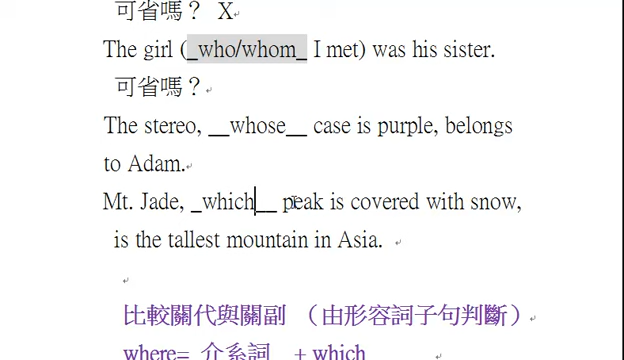 可省嗎？ X
The girl (_who/whom_ I met) was his sister.
可省嗎？
The stereo, __whose__ case is purple, belongs
to Adam.
Mt. Jade, _which__ peak is covered with snow,
is the tallest mountain in Asia.
比較關代與關副 （由形容詞子句判斷）
where= 介系詞 + which